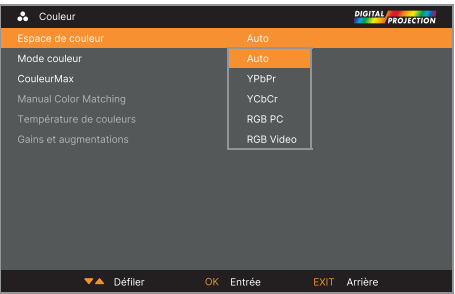 Couleur
DIGITAL PROJECTION
Espace de couleur Auto
Mode couleur Auto
CouleurMax YPbPr
Manual Color Matching YCbCr
Température de couleurs RGB PC
Gains et augmentations RGB Video
Défiler OK Entrée EXIT Arrière